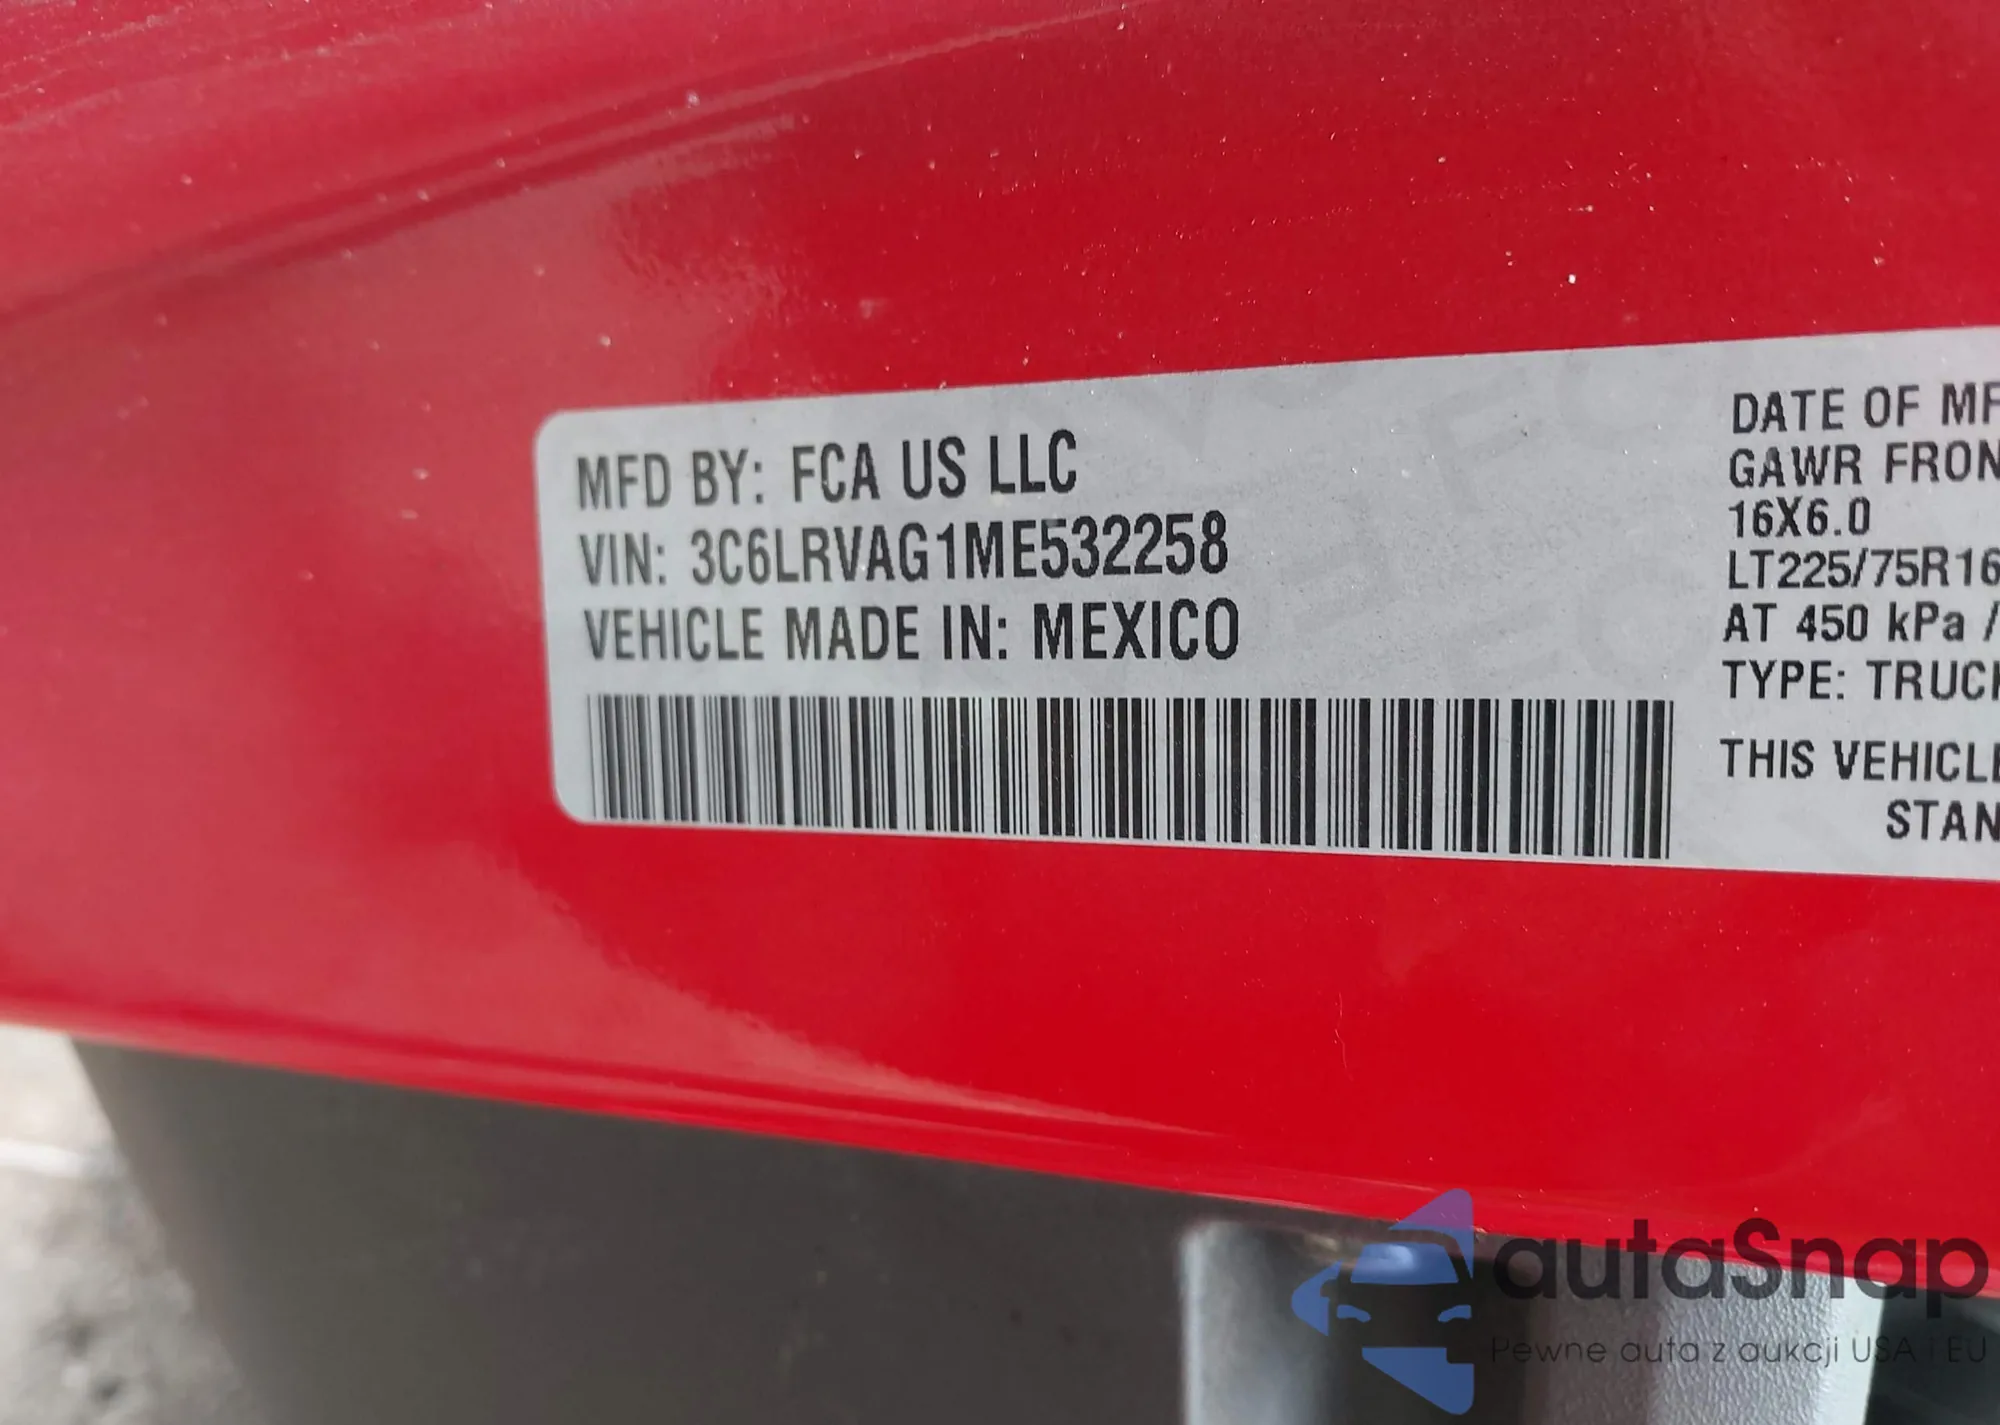 MFD BY: FCA US LLC
VIN: 3C6LRVAG1ME532258
VEHICLE MADE IN: MEXICO
DATE OF MF
GAWR FRON
16X6.0
LT225/75R16
AT 450 kPa /
TYPE: TRUCK
THIS VEHICLE
STAN
autaSnap
Pewne auta z aukcji USA i EU